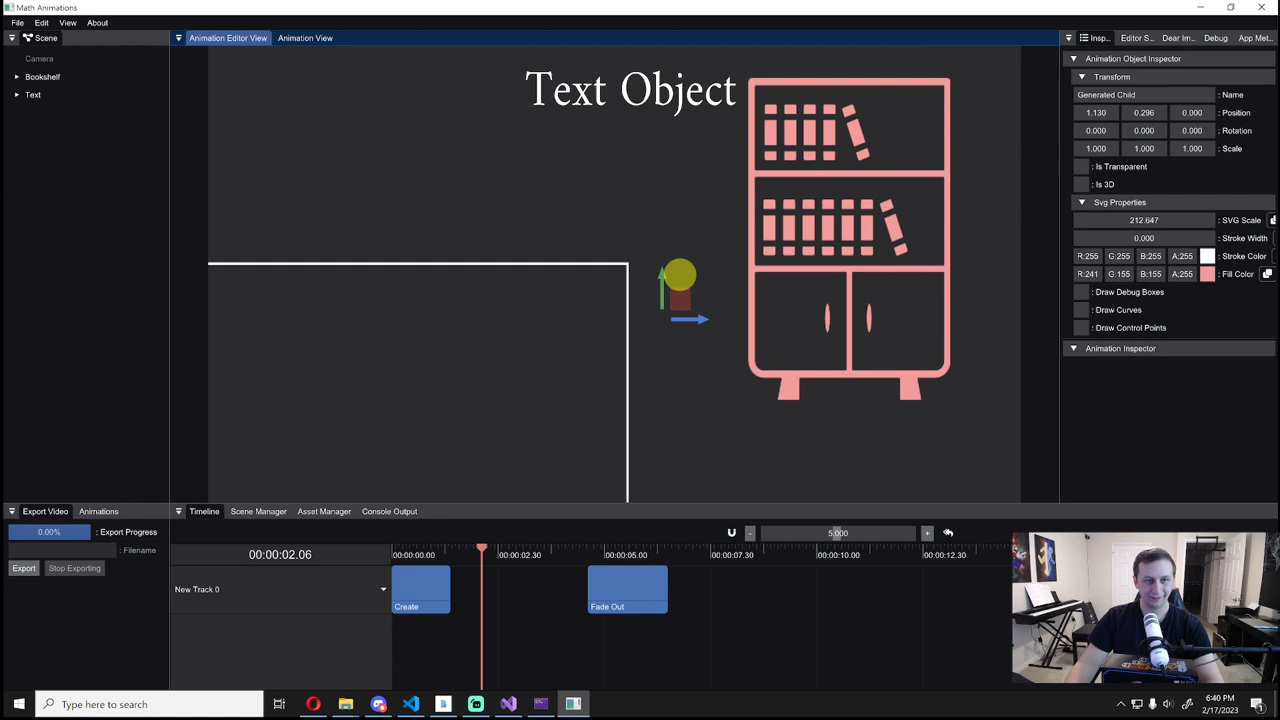 Math Animations
File Edit View About
Scene
Camera
Bookshelf
Text
Animation Editor View Animation View
Text Object
Insp... Editor S... Dear Im... Debug App Met...
Animation Object Inspector
Transform
Generated Child : Name
1.130 0.296 0.000 : Position
0.000 0.000 0.000 : Rotation
1.000 1.000 1.000 : Scale
: Is Transparent
: Is 3D
Svg Properties
212.647 : SVG Scale
0.000 : Stroke Width
R:255 G:255 B:255 A:255 : Stroke Color
R:241 G:155 B:155 A:255 : Fill Color
: Draw Debug Boxes
: Draw Curves
: Draw Control Points
Animation Inspector
Export Video Animations
0.00% : Export Progress
: Filename
Export Stop Exporting
Timeline Scene Manager Asset Manager Console Output
- 5.000 +
00:00:02.06
00:00:00.00 00:00:02.30 00:00:05.00 00:00:07.30 00:00:10.00 00:00:12.30
New Track 0
Create
Fade Out
Type here to search
6:40 PM
2/17/2023